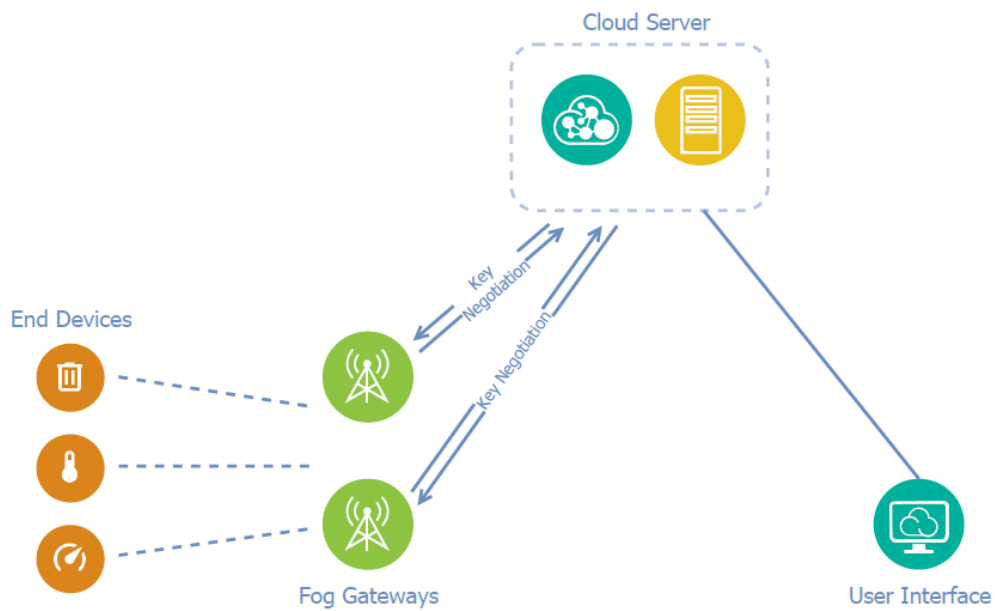 Cloud Server
Key
Negotiation
End Devices
Key Negotiation
Fog Gateways
User Interface